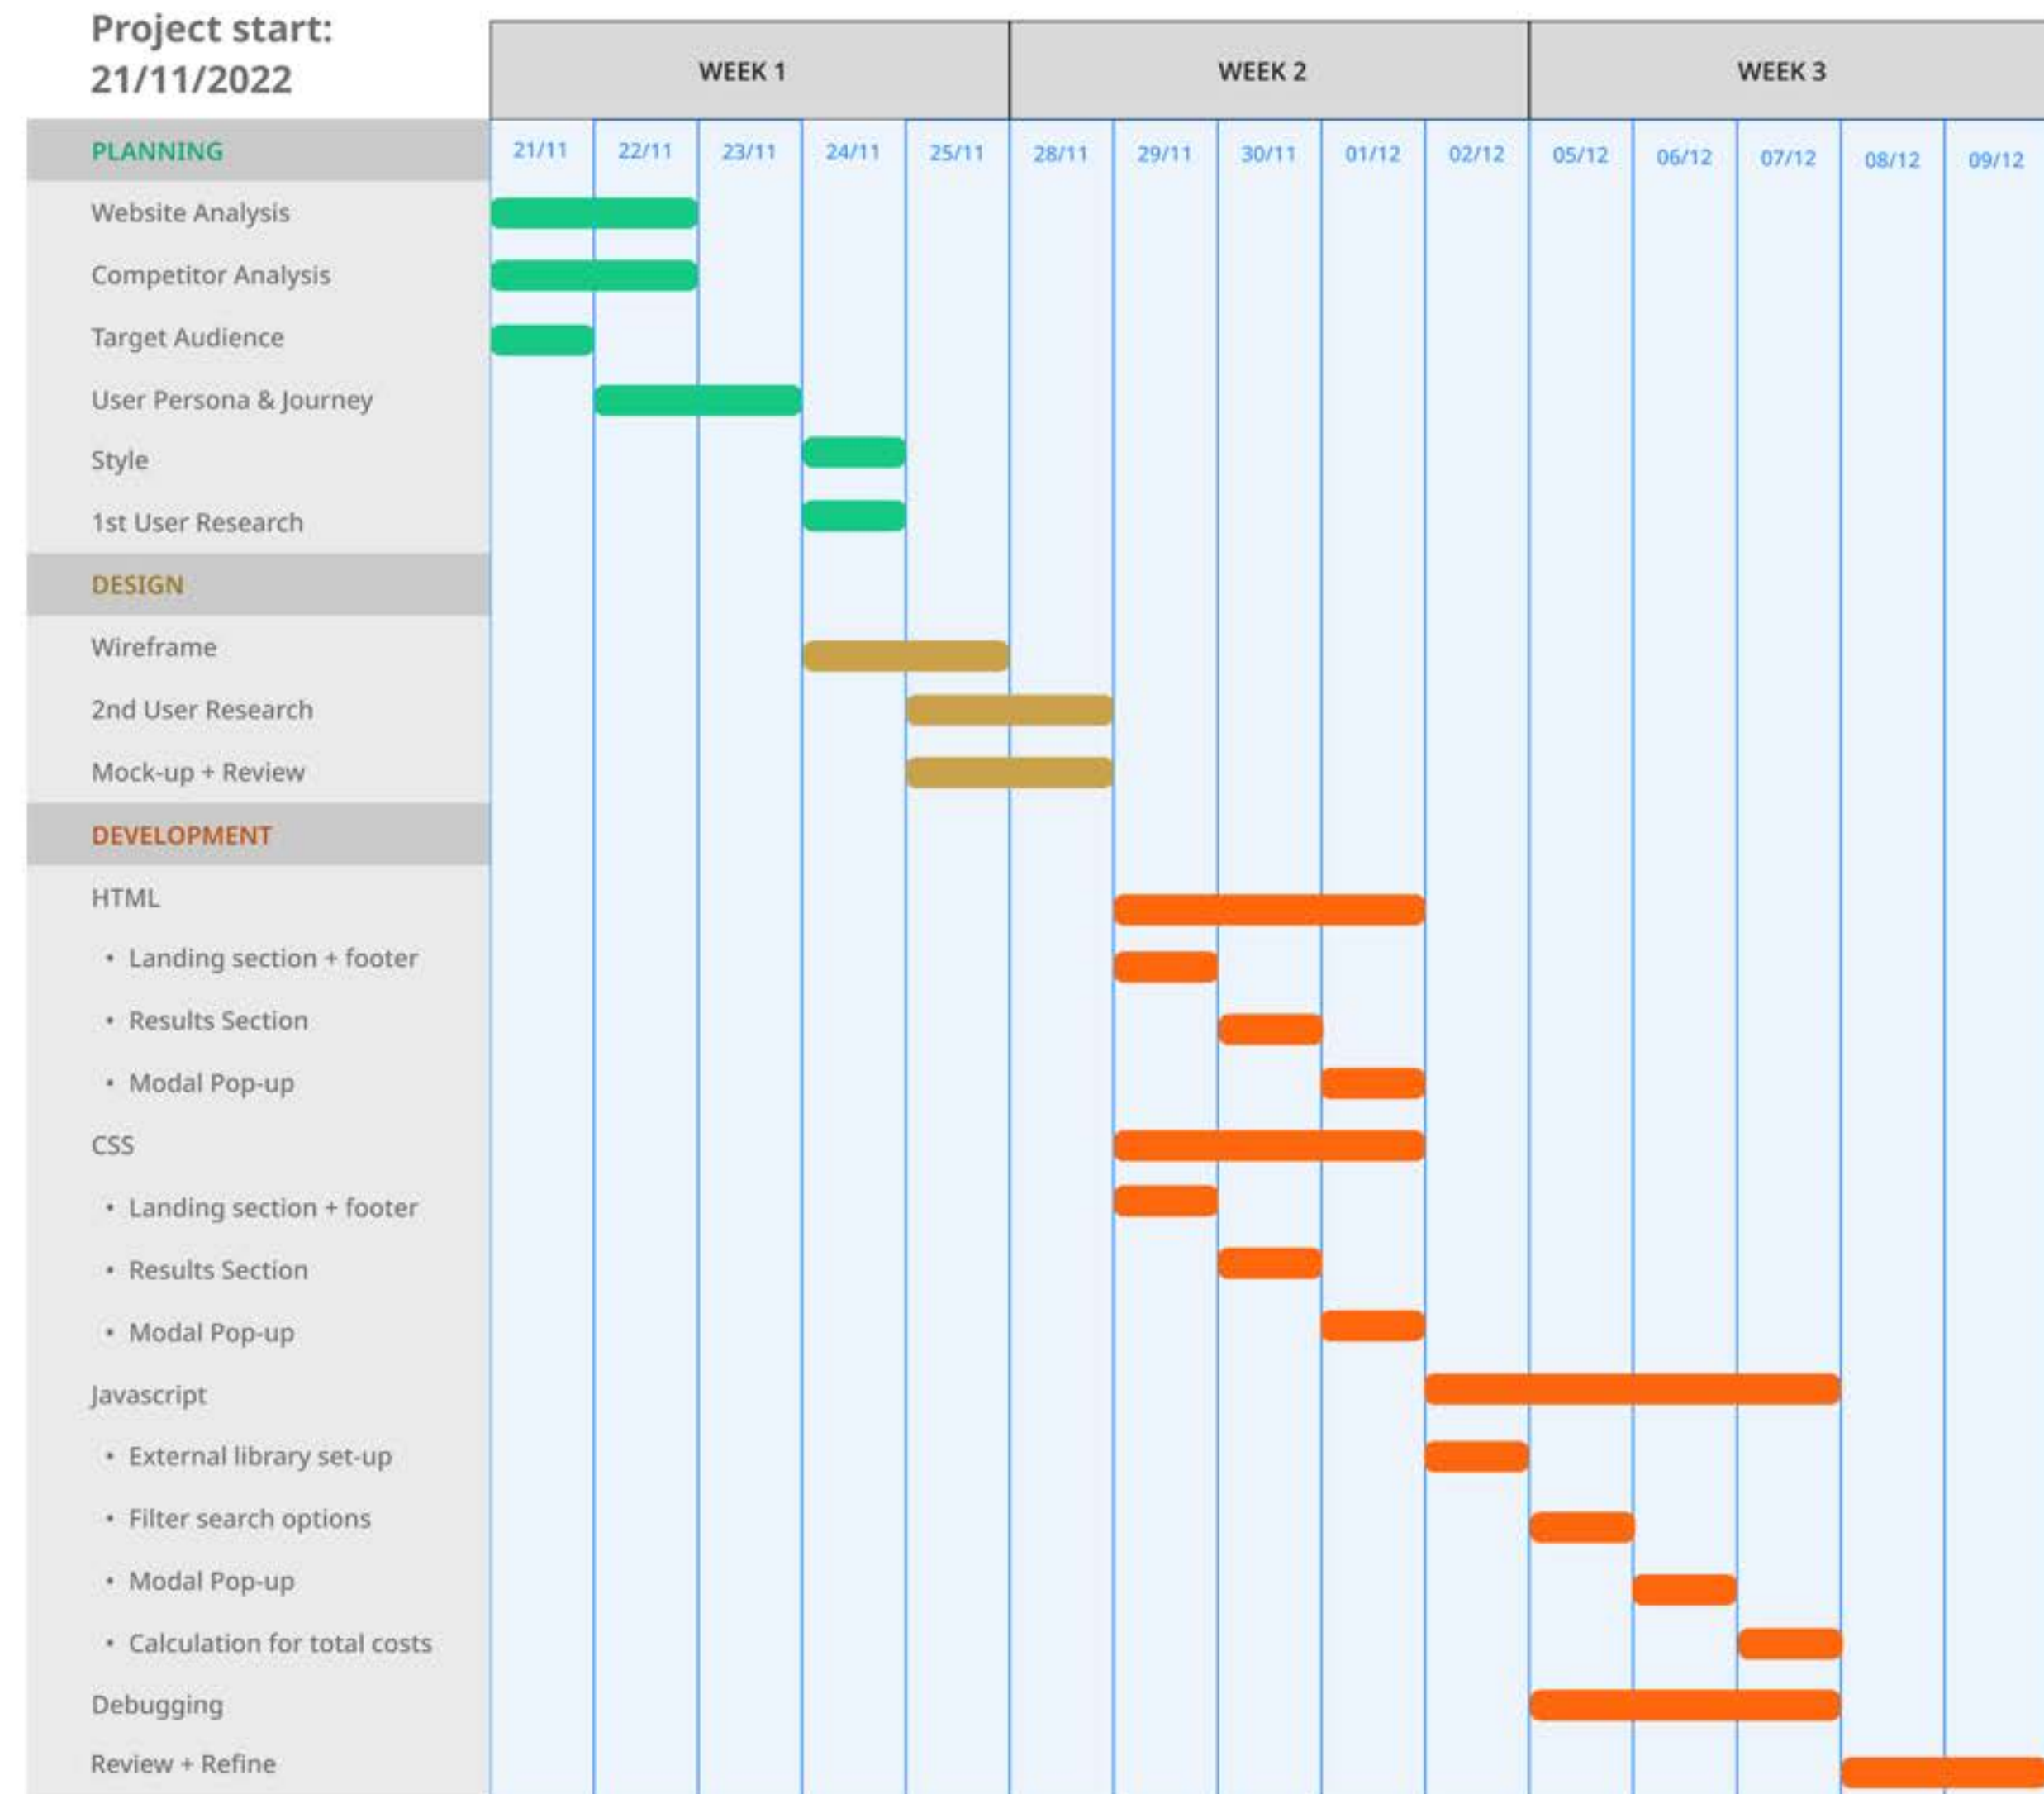 Project start:
21/11/2022
WEEK 1
WEEK 2
WEEK 3
PLANNING
21/11
22/11
23/11
24/11
25/11
28/11
29/11
30/11
01/12
02/12
05/12
06/12
07/12
08/12
09/12
Website Analysis
Competitor Analysis
Target Audience
User Persona & Journey
Style
1st User Research
DESIGN
Wireframe
2nd User Research
Mock-up + Review
DEVELOPMENT
HTML
• Landing section + footer
• Results Section
• Modal Pop-up
CSS
• Landing section + footer
• Results Section
• Modal Pop-up
Javascript
• External library set-up
• Filter search options
• Modal Pop-up
• Calculation for total costs
Debugging
Review + Refine